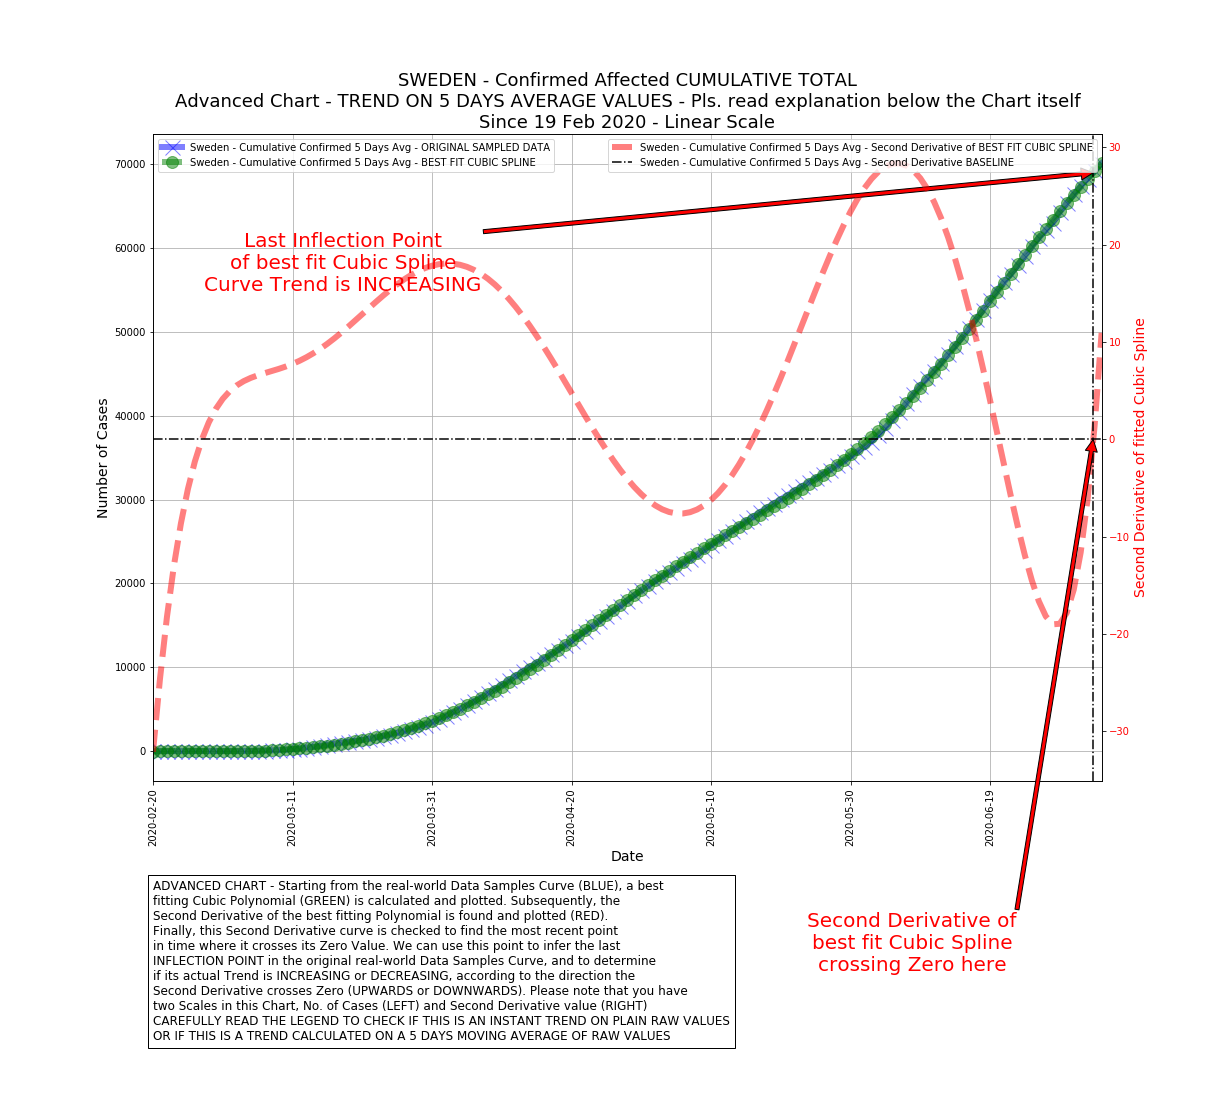 SWEDEN - Confirmed Affected CUMULATIVE TOTAL
Advanced Chart - TREND ON 5 DAYS AVERAGE VALUES - Pls. read explanation below the Chart itself
Since 19 Feb 2020 - Linear Scale
Sweden - Cumulative Confirmed 5 Days Avg - ORIGINAL SAMPLED DATA
Sweden - Cumulative Confirmed 5 Days Avg - BEST FIT CUBIC SPLINE
Sweden - Cumulative Confirmed 5 Days Avg - Second Derivative of BEST FIT CUBIC SPLINE
Sweden - Cumulative Confirmed 5 Days Avg - Second Derivative BASELINE
Last Inflection Point
of best fit Cubic Spline
Curve Trend is INCREASING
Number of Cases
70000
60000
50000
40000
30000
20000
10000
0
30
20
10
0
−10
−20
−30
Second Derivative of fitted Cubic Spline
2020-02-20
2020-03-11
2020-03-31
2020-04-20
2020-05-10
2020-05-30
2020-06-19
Date
Second Derivative of
best fit Cubic Spline
crossing Zero here
ADVANCED CHART - Starting from the real-world Data Samples Curve (BLUE), a best
fitting Cubic Polynomial (GREEN) is calculated and plotted. Subsequently, the
Second Derivative of the best fitting Polynomial is found and plotted (RED).
Finally, this Second Derivative curve is checked to find the most recent point
in time where it crosses its Zero Value. We can use this point to infer the last
INFLECTION POINT in the original real-world Data Samples Curve, and to determine
if its actual Trend is INCREASING or DECREASING, according to the direction the
Second Derivative crosses Zero (UPWARDS or DOWNWARDS). Please note that you have
two Scales in this Chart, No. of Cases (LEFT) and Second Derivative value (RIGHT)
CAREFULLY READ THE LEGEND TO CHECK IF THIS IS AN INSTANT TREND ON PLAIN RAW VALUES
OR IF THIS IS A TREND CALCULATED ON A 5 DAYS MOVING AVERAGE OF RAW VALUES